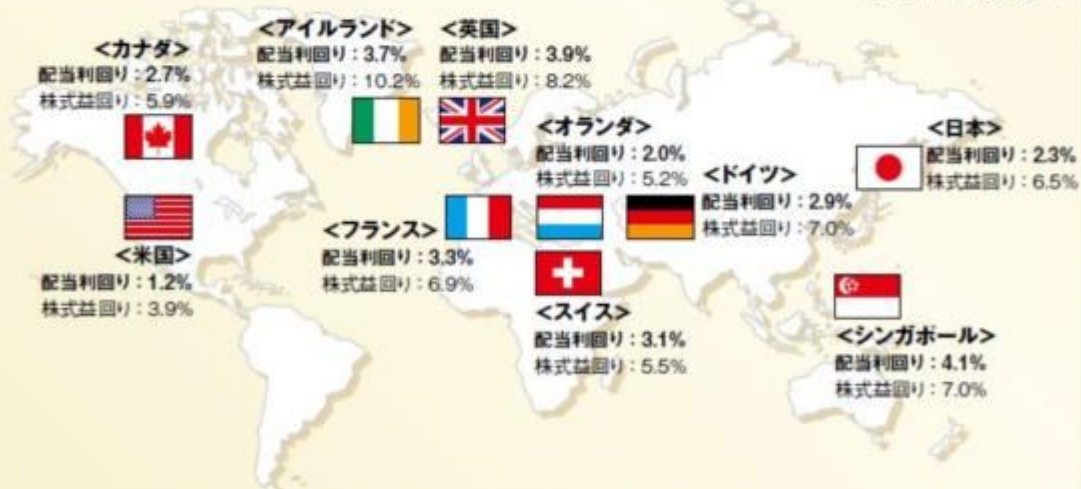 <カナダ>
配当利回り：2.7%
株式益回り：5.9%
<アイルランド>
配当利回り：3.7%
株式益回り：10.2%
<英国>
配当利回り：3.9%
株式益回り：8.2%
<オランダ>
配当利回り：2.0%
株式益回り：5.2%
<ドイツ>
配当利回り：2.9%
株式益回り：7.0%
<日本>
配当利回り：2.3%
株式益回り：6.5%
<米国>
配当利回り：1.2%
株式益回り：3.9%
<フランス>
配当利回り：3.3%
株式益回り：6.9%
<スイス>
配当利回り：3.1%
株式益回り：5.5%
<シンガポール>
配当利回り：4.1%
株式益回り：7.0%